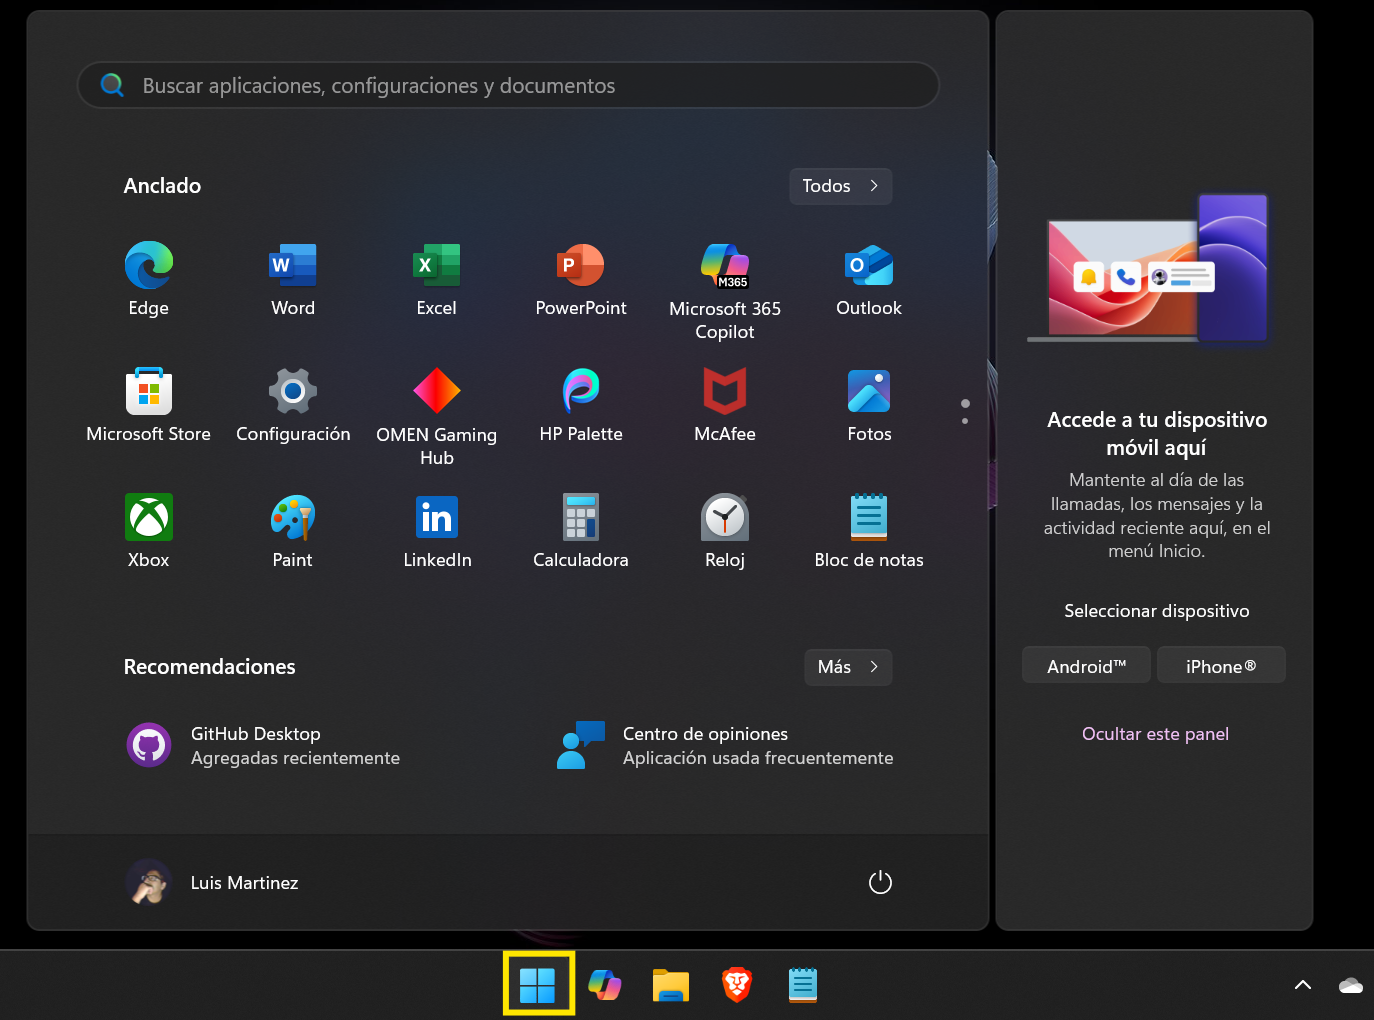 Buscar aplicaciones, configuraciones y documentos
Anclado
Todos
Edge
W
Word
X
Excel
P
PowerPoint
M365
Microsoft 365
Copilot
O
Outlook
Microsoft Store
Configuración
OMEN Gaming
Hub
HP Palette
McAfee
Fotos
Xbox
Paint
in
LinkedIn
Calculadora
Reloj
Bloc de notas
Recomendaciones
Más
GitHub Desktop
Agregadas recientemente
Centro de opiniones
Aplicación usada frecuentemente
Luis Martinez
Accede a tu dispositivo
móvil aquí
Mantente al día de las
llamadas, los mensajes y la
actividad reciente aquí, en el
menú Inicio.
Seleccionar dispositivo
Android™
iPhone®
Ocultar este panel